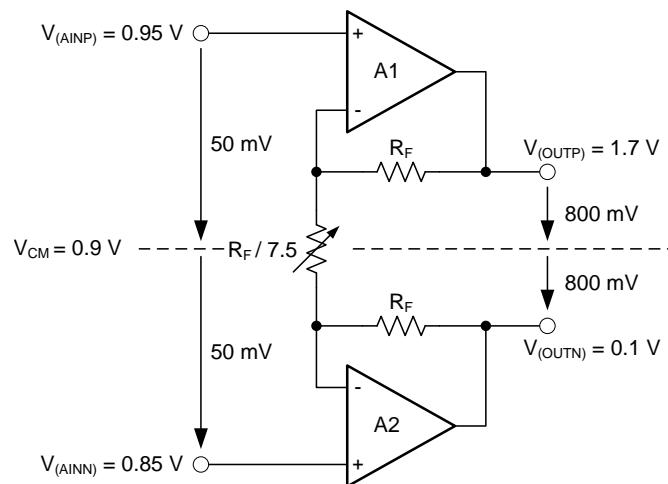 V(AINP) = 0.95 V
+
A1
-
50 mV
RF
V(OUTP) = 1.7 V
800 mV
VCM = 0.9 V
RF / 7.5
800 mV
RF
50 mV
V(OUTN) = 0.1 V
-
A2
V(AINN) = 0.85 V
+